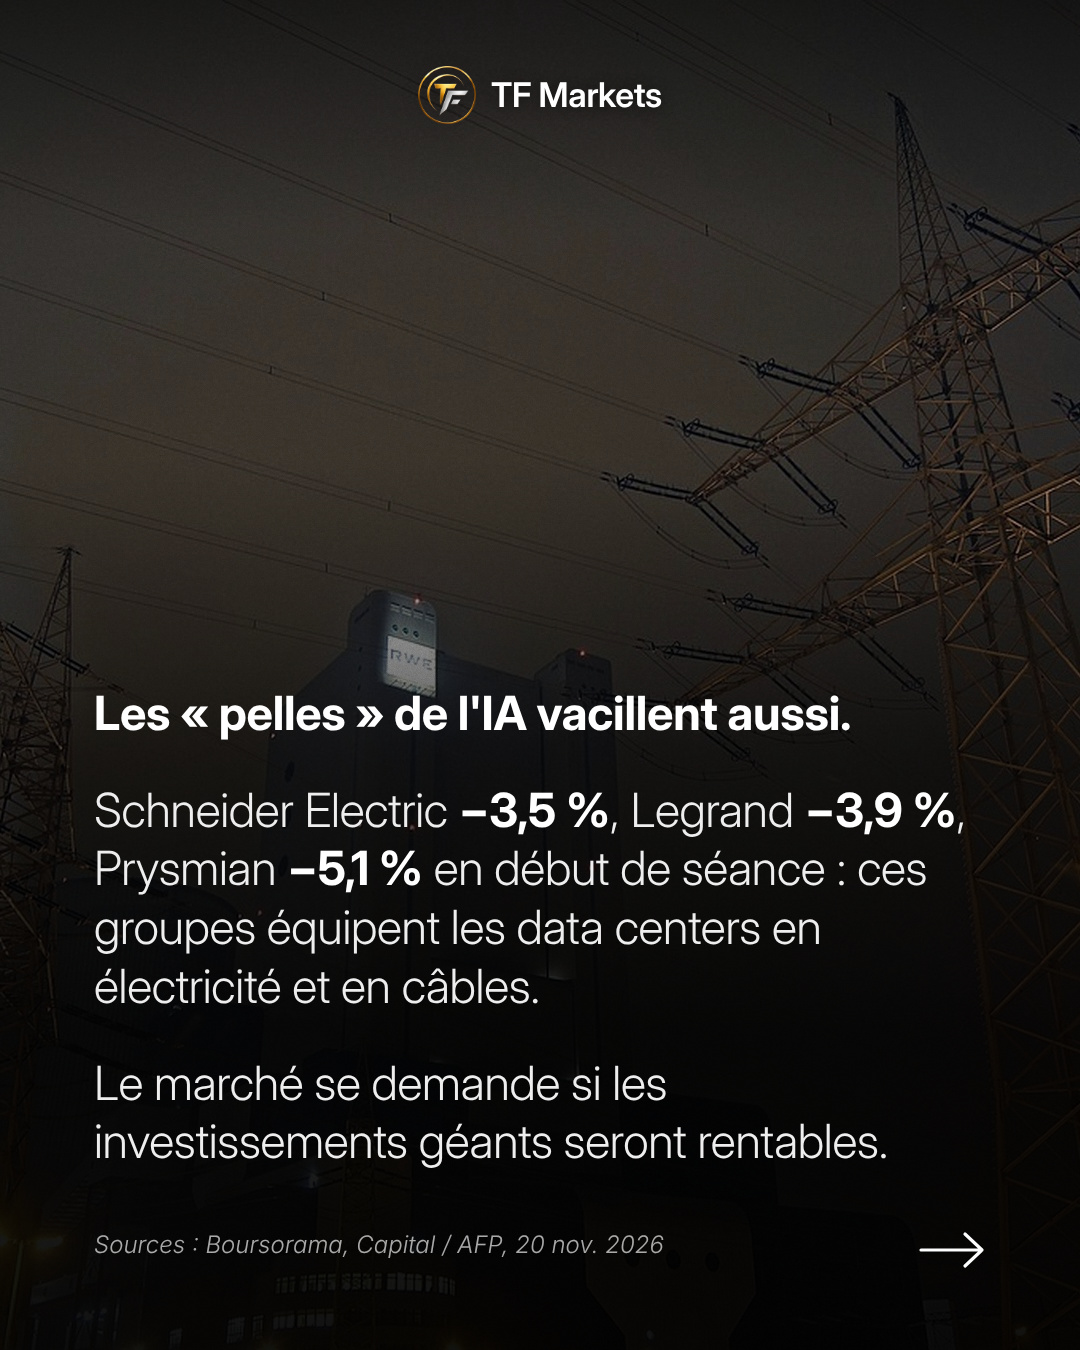 TF Markets
RWE
Les « pelles » de l'IA vacillent aussi.
Schneider Electric −3,5 %, Legrand −3,9 %,
Prysmian −5,1 % en début de séance : ces
groupes équipent les data centers en
électricité et en câbles.
Le marché se demande si les
investissements géants seront rentables.
Sources : Boursorama, Capital / AFP, 20 nov. 2026